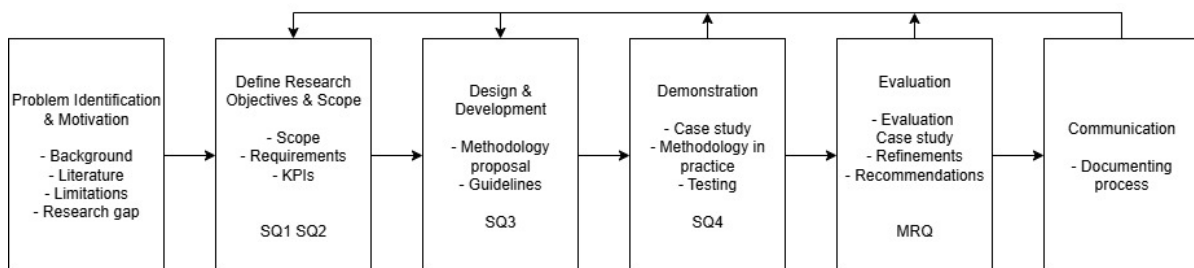 Problem Identification
& Motivation
- Background
- Literature
- Limitations
- Research gap
Define Research
Objectives & Scope
- Scope
- Requirements
- KPIs
SQ1 SQ2
Design &
Development
- Methodology
proposal
- Guidelines
SQ3
Demonstration
- Case study
- Methodology in
practice
- Testing
SQ4
Evaluation
- Evaluation
Case study
- Refinements
- Recommendations
MRQ
Communication
- Documenting
process